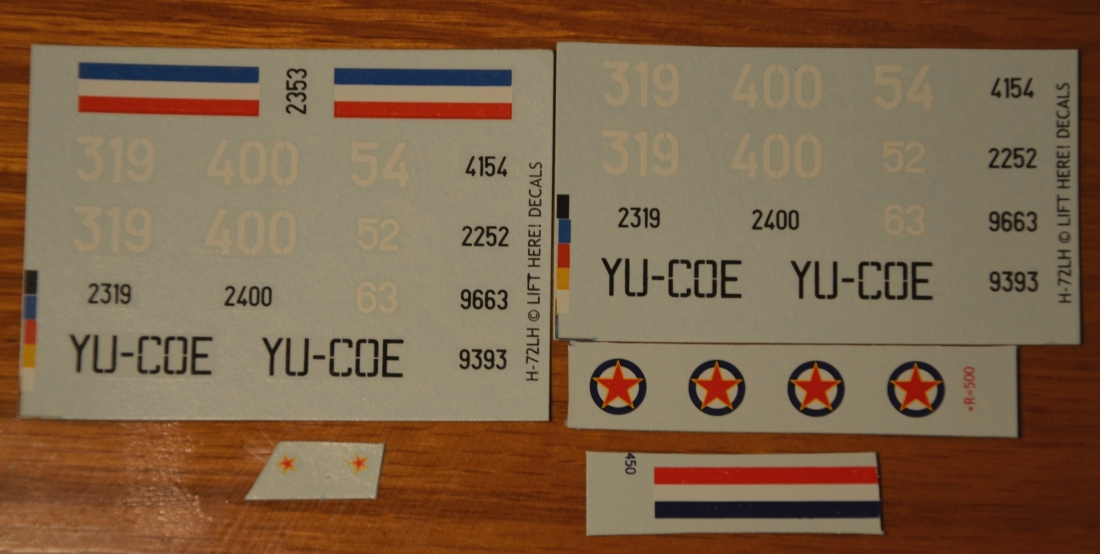 2353
319 400 54 4154
319 400 52 2252
2319 2400 63 9663
YU-COE YU-COE 9393
H-72LH © LIFT HERE! DECALS
319 400 54 4154
319 400 52 2252
2319 2400 63 9663
YU-COE YU-COE 9393
H-72LH © LIFT HERE! DECALS
•R=500
450